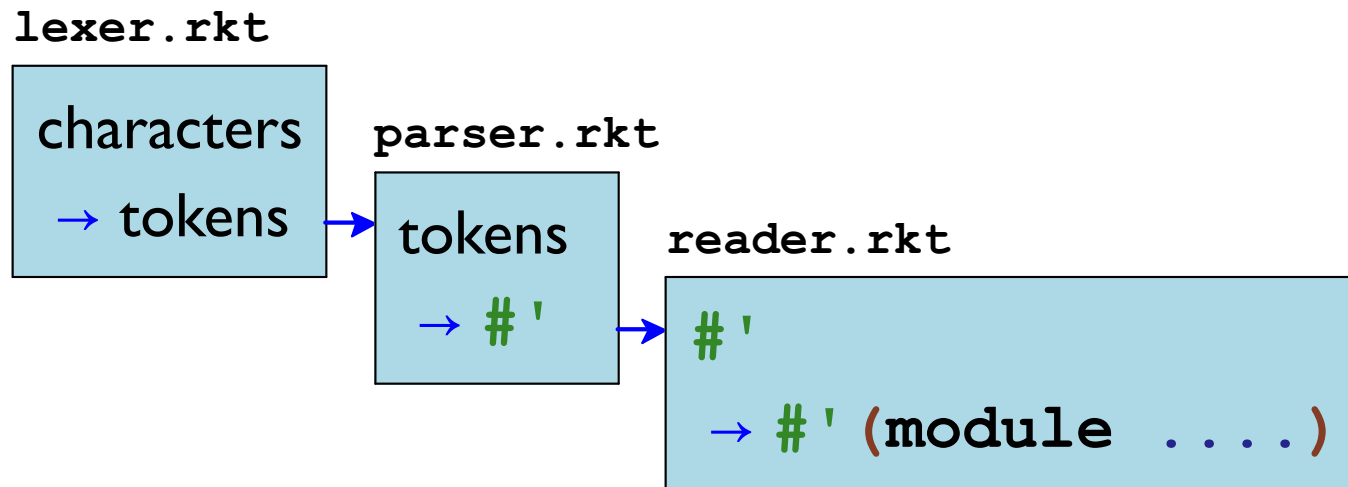 lexer.rkt
characters
→ tokens
parser.rkt
tokens
→ #'
reader.rkt
#'
→ #'(module ....)